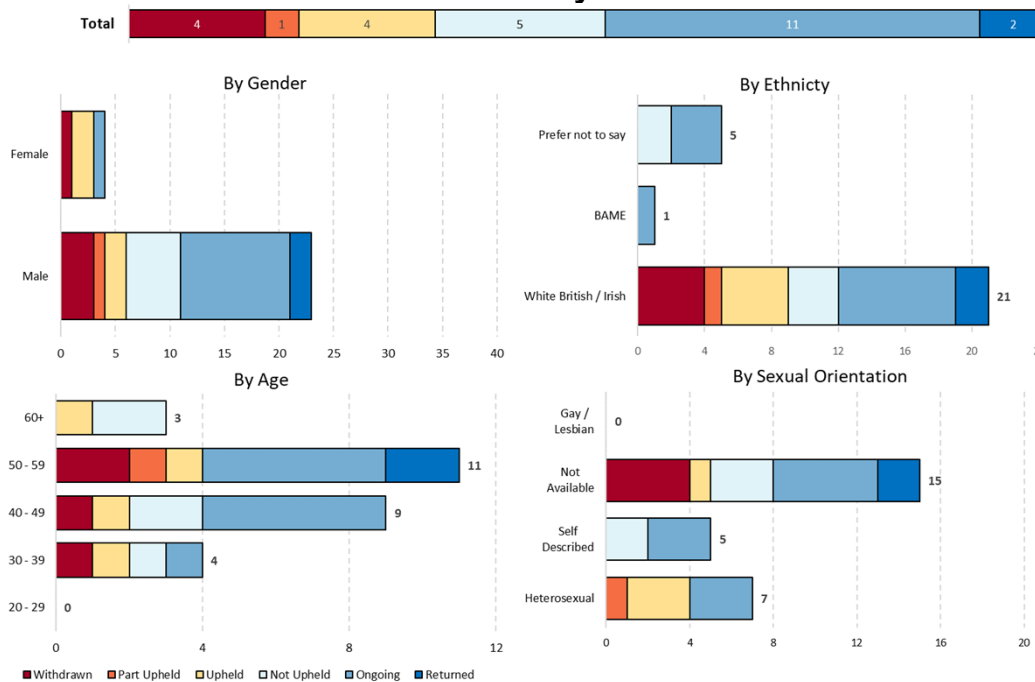 Total 4 1 4 5 11 2
By Gender
Female
Male
0 5 10 15 20 25 30 35 40
By Ethnicty
Prefer not to say 5
BAME 1
White British / Irish 21
0 4 8 12 16 20
By Age
60+ 3
50 - 59 11
40 - 49 9
30 - 39 4
20 - 29 0
0 4 8 12
By Sexual Orientation
Gay /
Lesbian 0
Not
Available 15
Self
Described 5
Heterosexual 7
0 4 8 12 16 20
Withdrawn Part Upheld Upheld Not Upheld Ongoing Returned